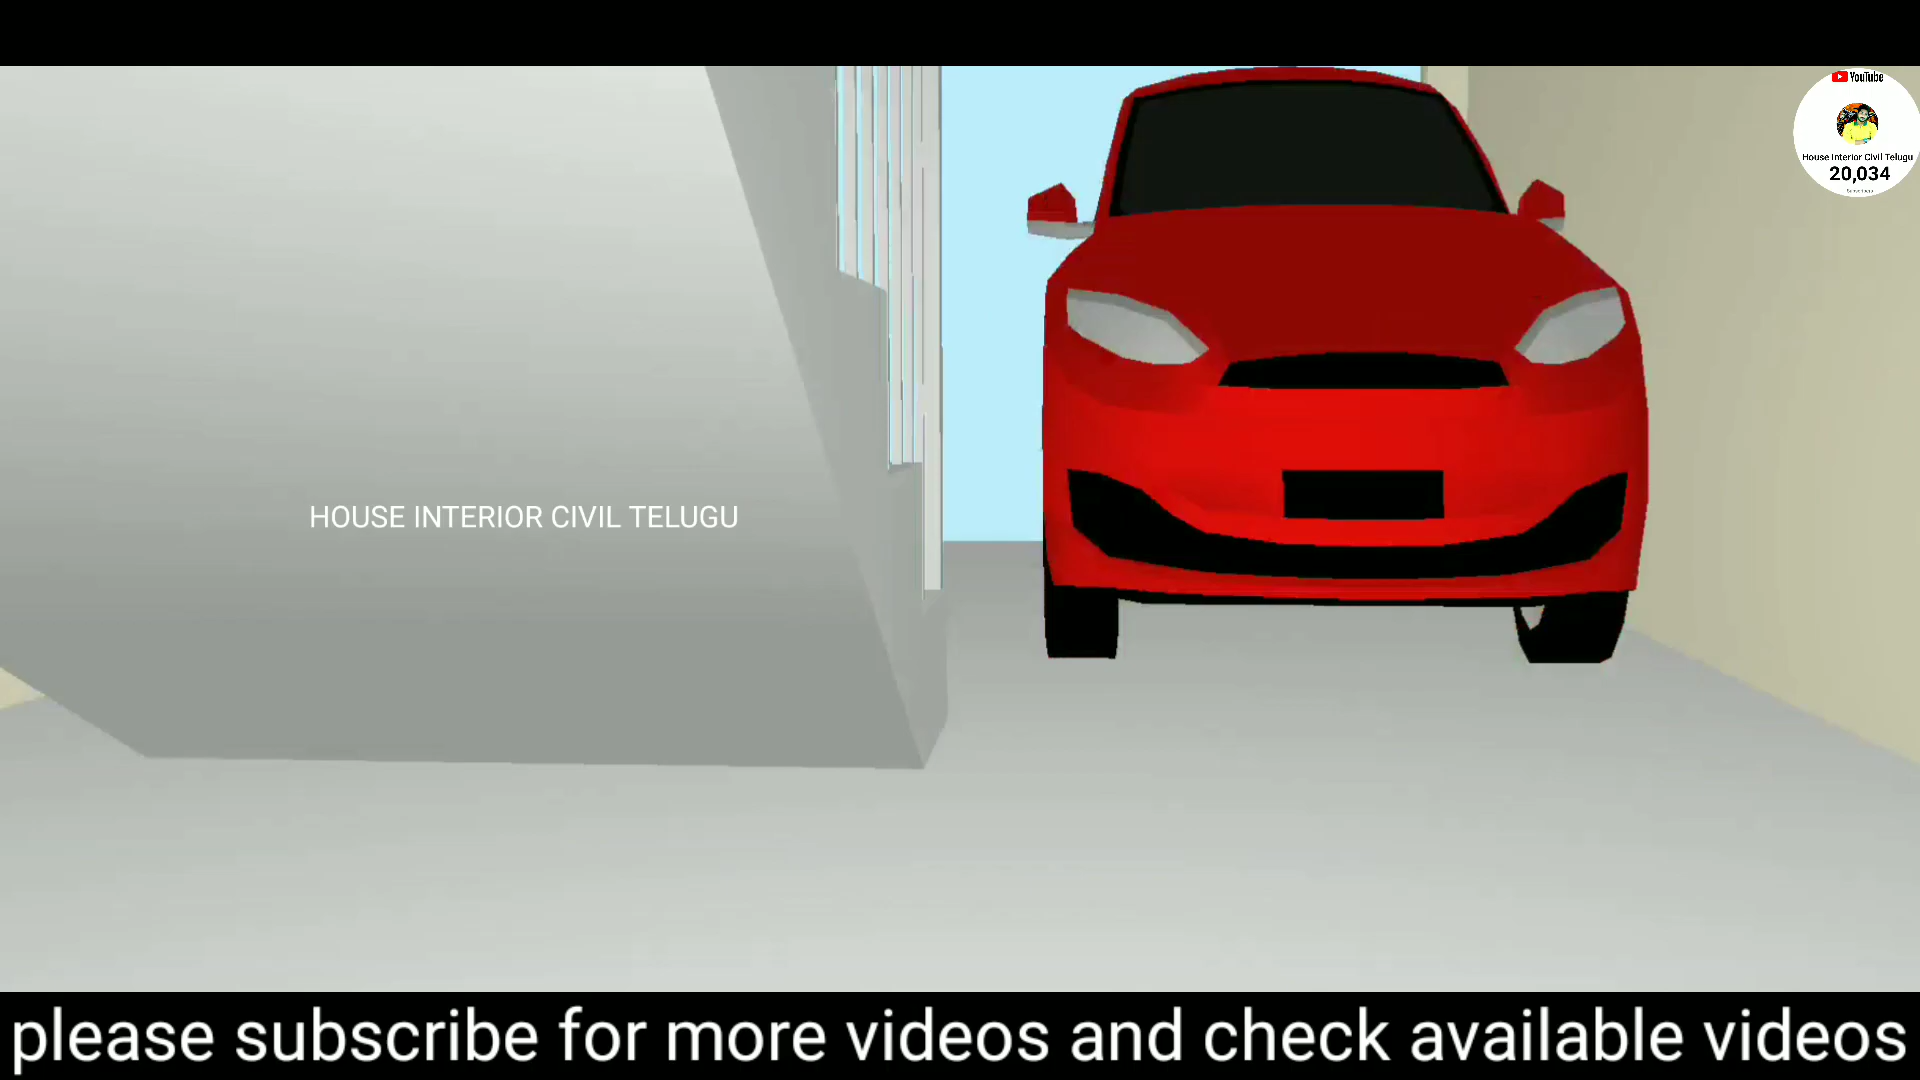 YouTube
House Interior Civil Telugu
20,034
Subscribers
HOUSE INTERIOR CIVIL TELUGU
please subscribe for more videos and check available videos